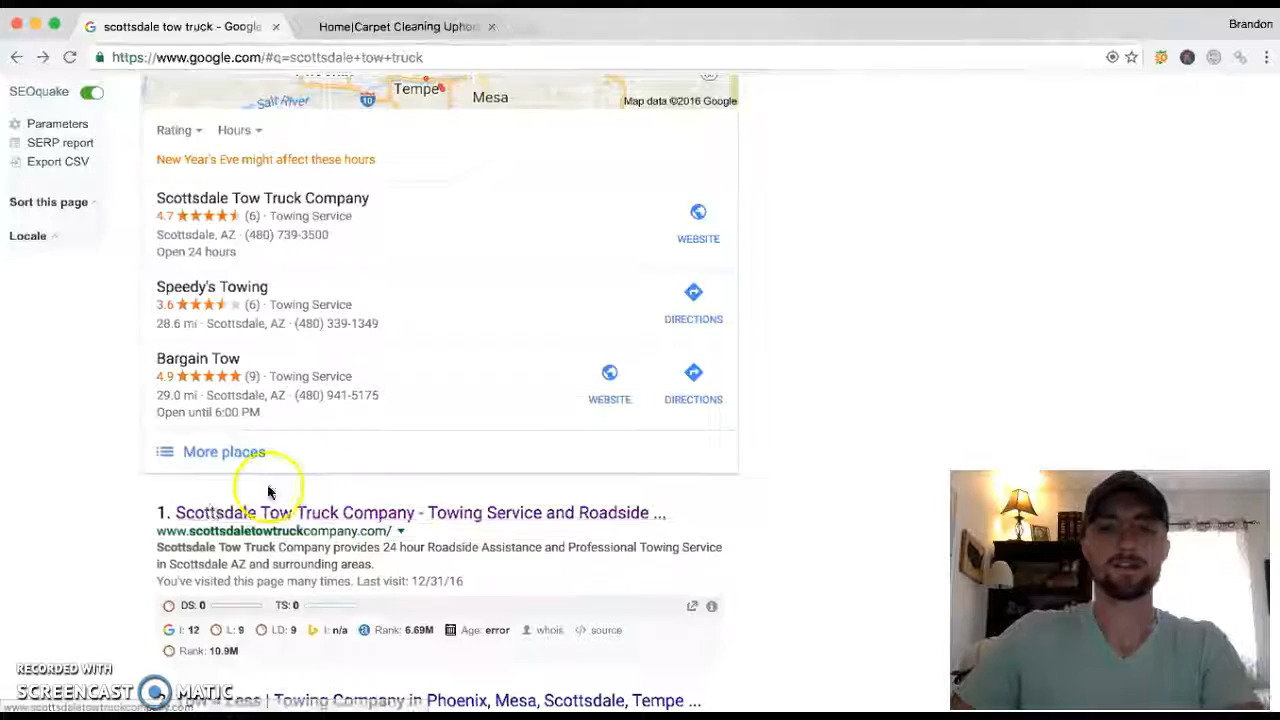 scottsdale tow truck - Google
Home|Carpet Cleaning Uphol
Brandon
https://www.google.com/#q=scottsdale+tow+truck
SEOquake
Parameters
SERP report
Export CSV
Sort this page
Locale
Tempe
Mesa
Salt River
10
Map data ©2016 Google
Rating
Hours
New Year's Eve might affect these hours
Scottsdale Tow Truck Company
4.7 (6) · Towing Service
Scottsdale, AZ · (480) 739-3500
Open 24 hours
WEBSITE
Speedy's Towing
3.6 (6) · Towing Service
28.6 mi · Scottsdale, AZ · (480) 339-1349
DIRECTIONS
Bargain Tow
4.9 (9) · Towing Service
29.0 mi · Scottsdale, AZ · (480) 941-5175
Open until 6:00 PM
WEBSITE
DIRECTIONS
More places
1. Scottsdale Tow Truck Company - Towing Service and Roadside ...
www.scottsdaletowtruckcompany.com/
Scottsdale Tow Truck Company provides 24 hour Roadside Assistance and Professional Towing Service
in Scottsdale AZ and surrounding areas.
You've visited this page many times. Last visit: 12/31/16
DS: 0 TS: 0
I: 12 L: 9 LD: 9 I: n/a Rank: 6.69M Age: error whois source
Rank: 10.9M
RECORDED WITH
SCREENCAST MATIC
| Towing Company in Phoenix, Mesa, Scottsdale, Tempe ...
www.scottsdaletowtruckcompany.com